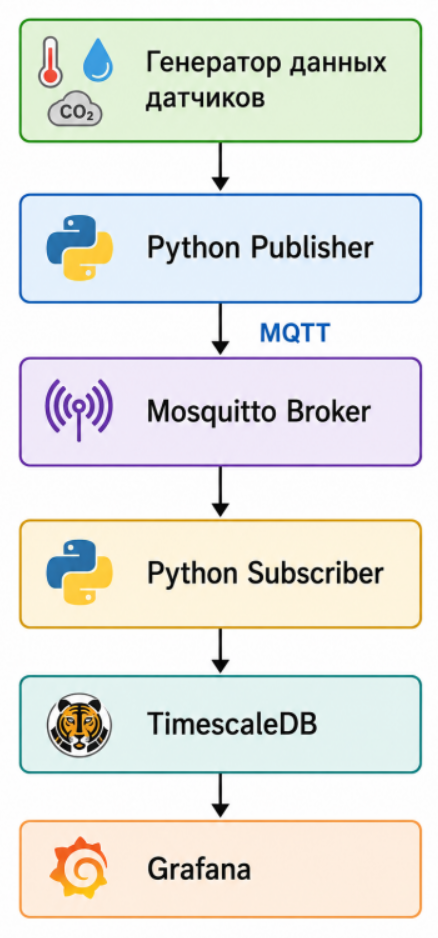 Генератор данных
датчиков
CO₂
Python Publisher
MQTT
Mosquitto Broker
Python Subscriber
TimescaleDB
Grafana